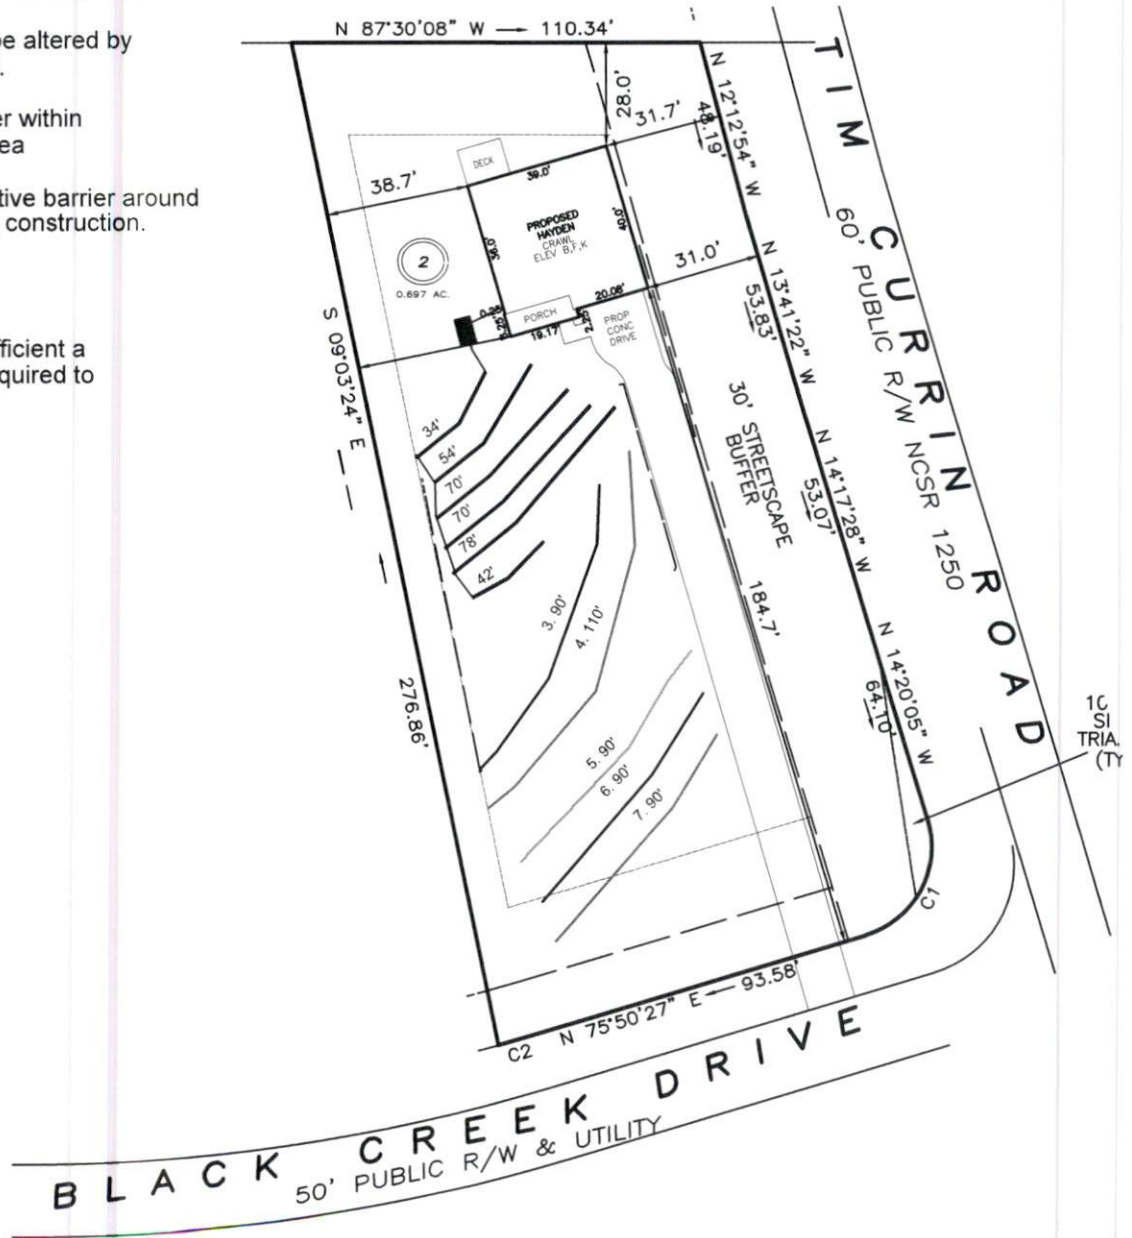 be altered by
.
er within
ea
tive barrier around
construction.
fficient a
quired to
N 87°30'08" W
110.34'
28.0'
31.7'
N 12°12'54" W
48.19'
DECK
39.0'
38.7'
PROPOSED
HAYDEN
CRAWL
ELEV B,F,K
40.0'
36.0'
2
0.697 AC.
31.0'
N 13°41'22" W
53.83'
PORCH
20.08'
19.17'
PROP
CONC
DRIVE
S 09°03'24" E
276.86'
34'
54'
70'
70'
78'
42'
3. 90'
4. 110'
5. 90'
6. 90'
7. 90'
30' STREETSCAPE
BUFFER
184.7'
N 14°17'28" W
53.07'
N 14°20'05" W
64.10'
TIM CURRIN ROAD
60' PUBLIC R/W NCSR 1250
SI
TRIA
(TY
C1
C2
N 75°50'27" E
93.58'
BLACK CREEK DRIVE
50' PUBLIC R/W & UTILITY